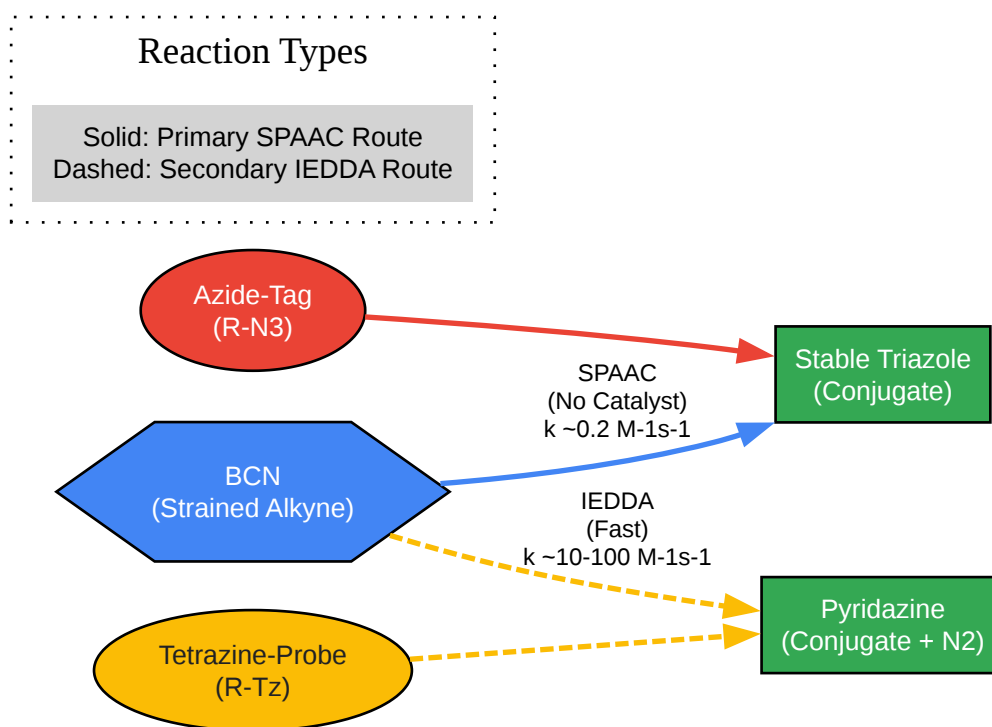 Reaction Types
Solid: Primary SPAAC Route
Dashed: Secondary IEDDA Route
Azide-Tag
(R-N3)
Stable Triazole
(Conjugate)
SPAAC
(No Catalyst)
k ~0.2 M-1s-1
BCN
(Strained Alkyne)
IEDDA
(Fast)
k ~10-100 M-1s-1
Pyridazine
(Conjugate + N2)
Tetrazine-Probe
(R-Tz)